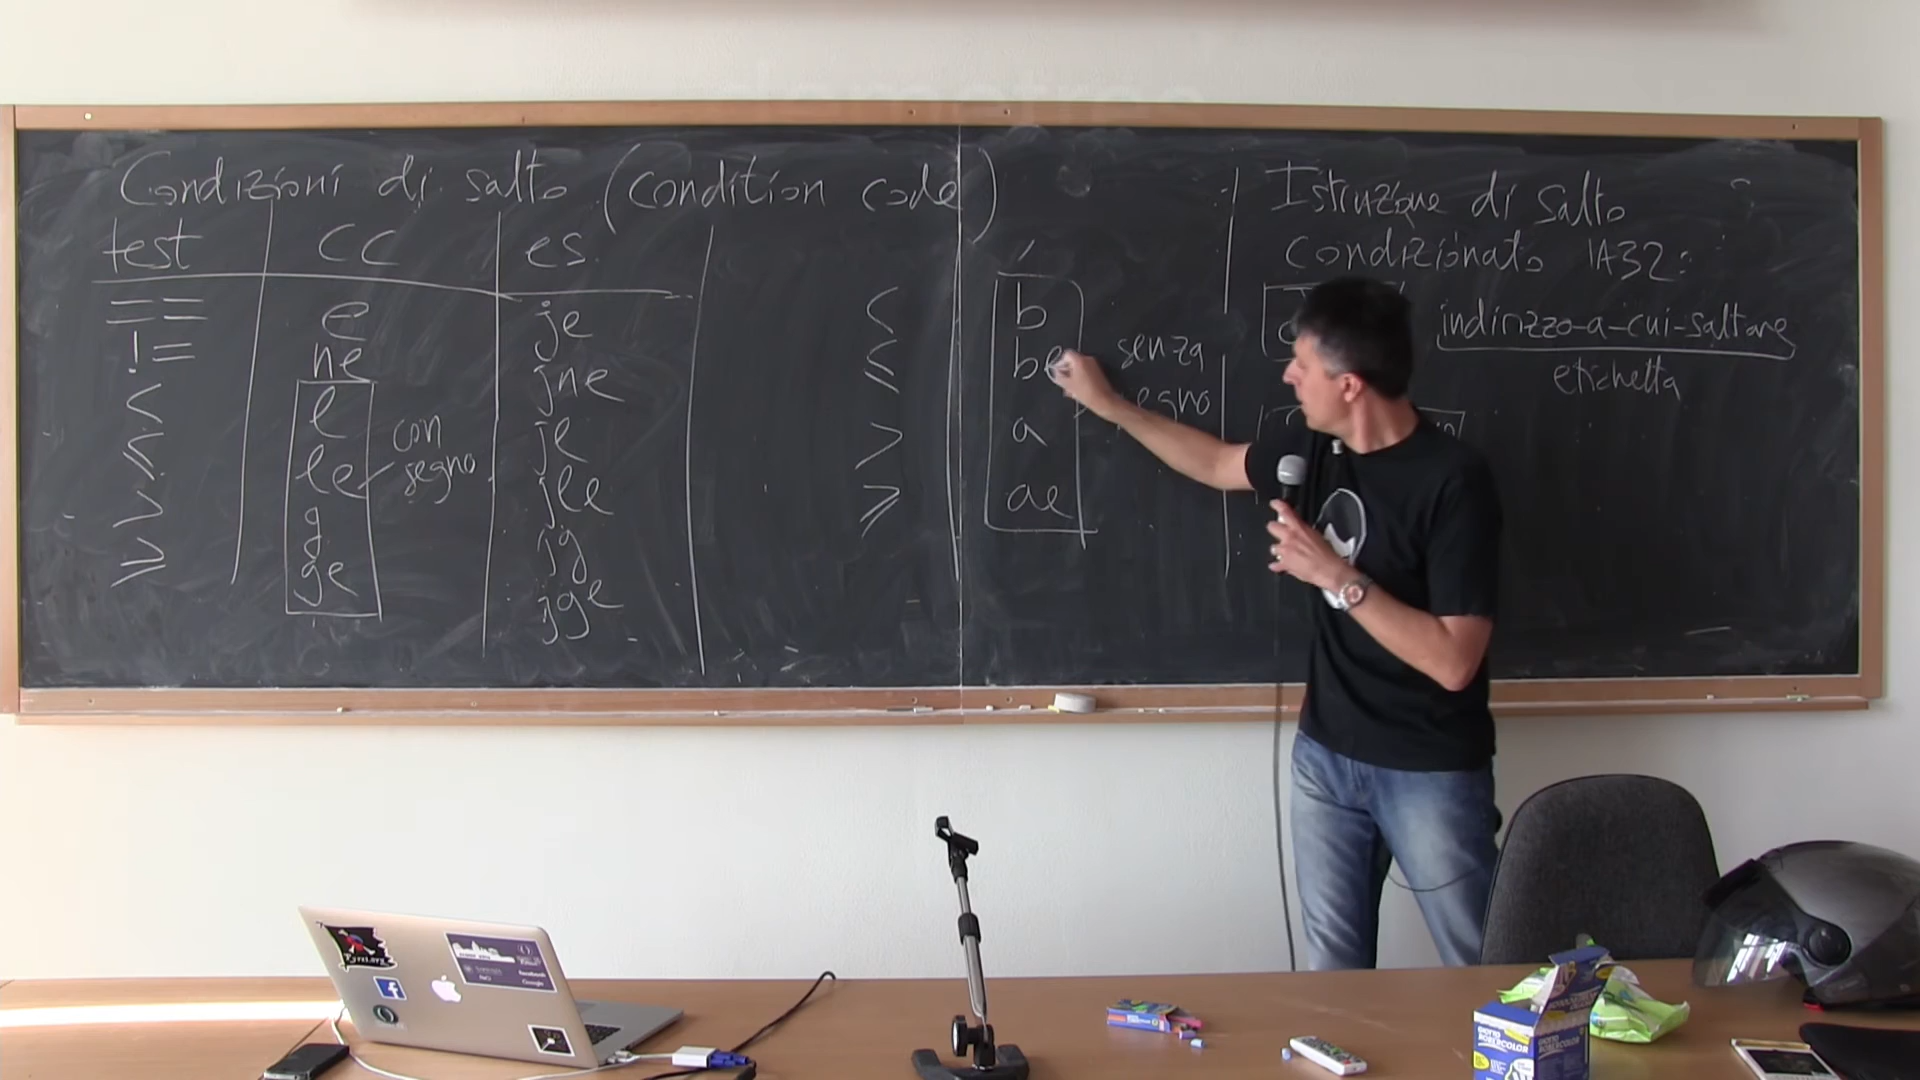 Condizioni di salto (condition code)
test CC es.
== e je
!= ne jne
< l jl
≤ le jle
> g jg
≥ ge jge
con
segno
< b
≤ be
> a
≥ ae
senza
segno
Istruzione di salto
condizionato IA32:
indirizzo-a-cui-saltare
etichetta